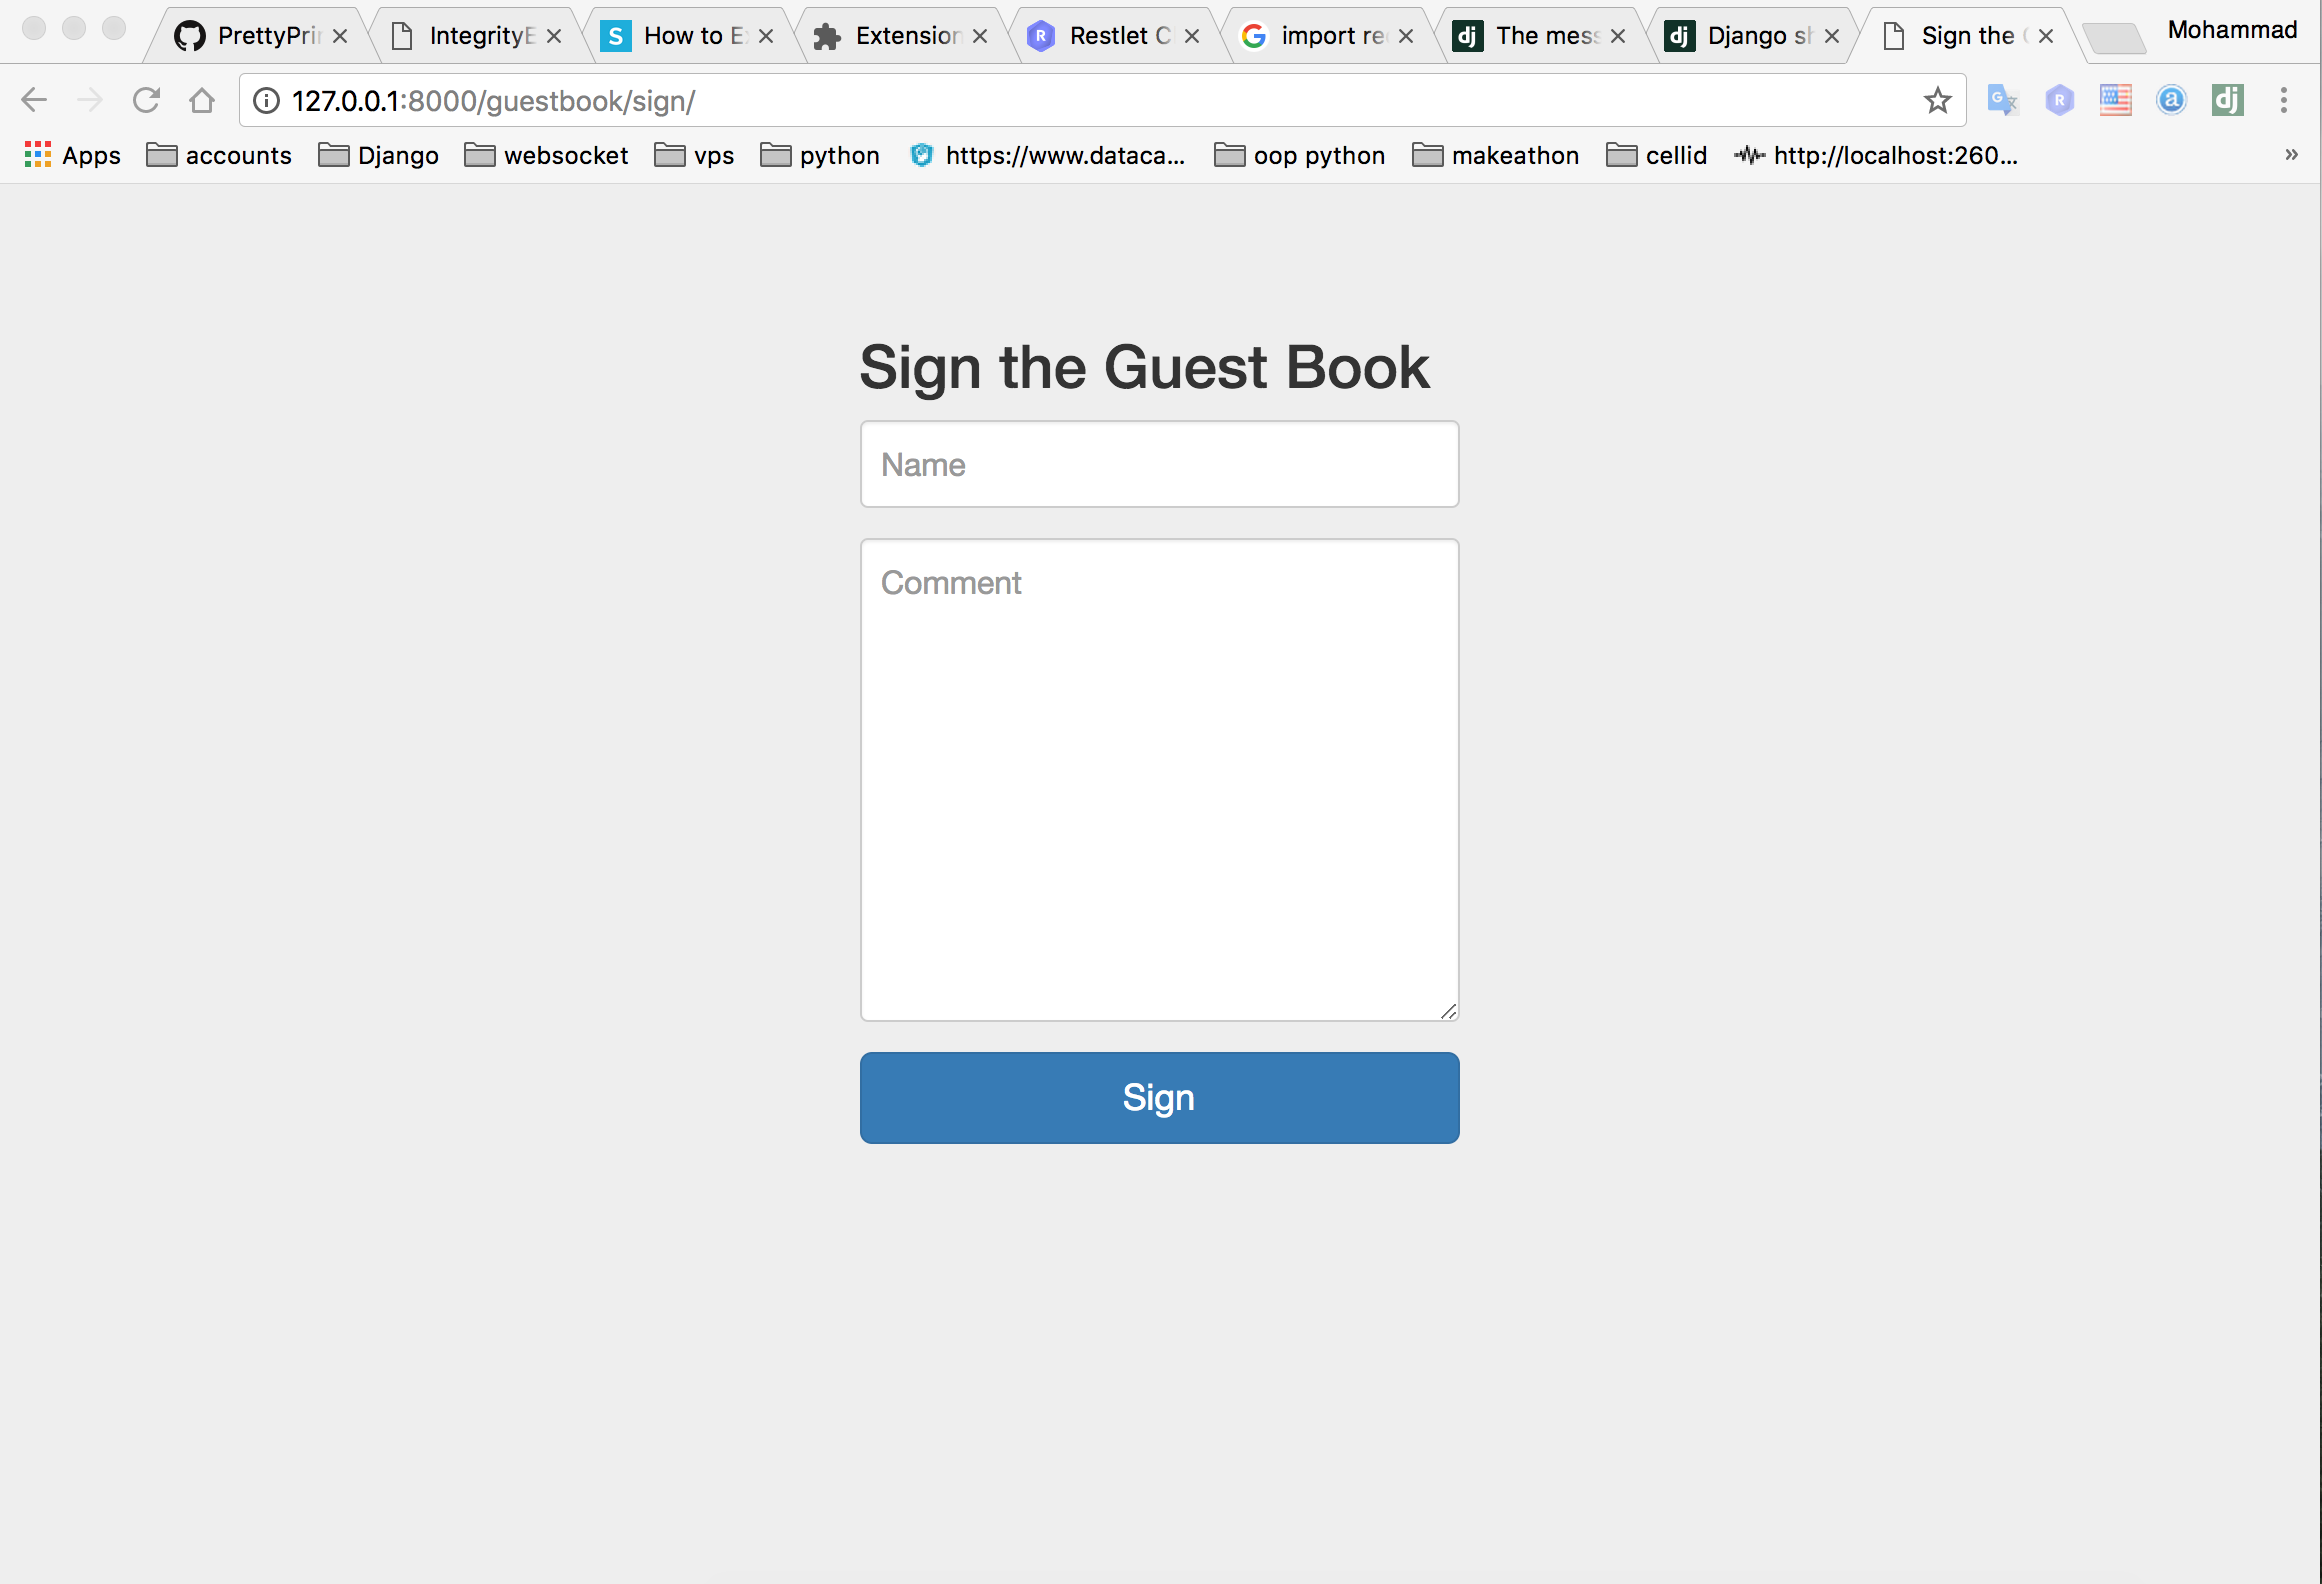 PrettyPri IntegrityE How to E Extension Restlet C import re The mess Django sh Sign the Mohammad
127.0.0.1:8000/guestbook/sign/
Apps accounts Django websocket vps python https://www.dataca... oop python makeathon cellid http://localhost:260... »
Sign the Guest Book
Name
Comment
Sign